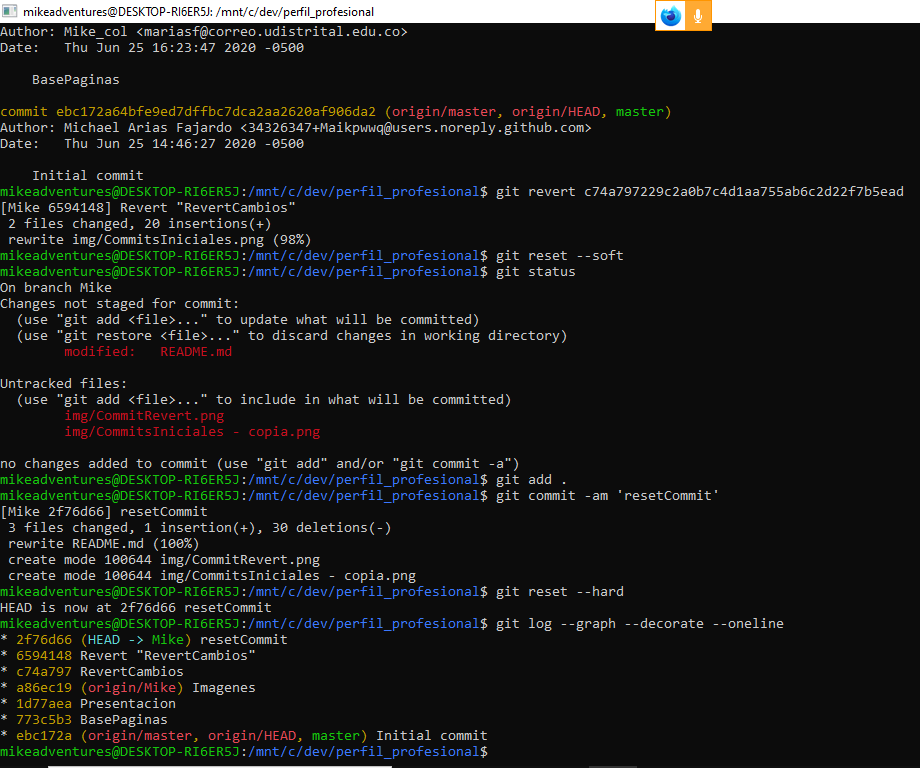 mikeadventures@DESKTOP-RI6ER5J: /mnt/c/dev/perfil_profesional
Author: Mike_col <mariasf@correo.udistrital.edu.co>
Date:   Thu Jun 25 16:23:47 2020 -0500
    BasePaginas
commit ebc172a64bfe9ed7dffbc7dca2aa2620af906da2 (origin/master, origin/HEAD, master)
Author: Michael Arias Fajardo <34326347+Maikpwwq@users.noreply.github.com>
Date:   Thu Jun 25 14:46:27 2020 -0500
    Initial commit
mikeadventures@DESKTOP-RI6ER5J:/mnt/c/dev/perfil_profesional$ git revert c74a797229c2a0b7c4d1aa755ab6c2d22f7b5ead
[Mike 6594148] Revert "RevertCambios"
 2 files changed, 20 insertions(+)
 rewrite img/CommitsIniciales.png (98%)
mikeadventures@DESKTOP-RI6ER5J:/mnt/c/dev/perfil_profesional$ git reset --soft
mikeadventures@DESKTOP-RI6ER5J:/mnt/c/dev/perfil_profesional$ git status
On branch Mike
Changes not staged for commit:
  (use "git add <file>..." to update what will be committed)
  (use "git restore <file>..." to discard changes in working directory)
        modified:   README.md
Untracked files:
  (use "git add <file>..." to include in what will be committed)
        img/CommitRevert.png
        img/CommitsIniciales - copia.png
no changes added to commit (use "git add" and/or "git commit -a")
mikeadventures@DESKTOP-RI6ER5J:/mnt/c/dev/perfil_profesional$ git add .
mikeadventures@DESKTOP-RI6ER5J:/mnt/c/dev/perfil_profesional$ git commit -am 'resetCommit'
[Mike 2f76d66] resetCommit
 3 files changed, 1 insertion(+), 30 deletions(-)
 rewrite README.md (100%)
 create mode 100644 img/CommitRevert.png
 create mode 100644 img/CommitsIniciales - copia.png
mikeadventures@DESKTOP-RI6ER5J:/mnt/c/dev/perfil_profesional$ git reset --hard
HEAD is now at 2f76d66 resetCommit
mikeadventures@DESKTOP-RI6ER5J:/mnt/c/dev/perfil_profesional$ git log --graph --decorate --oneline
* 2f76d66 (HEAD -> Mike) resetCommit
* 6594148 Revert "RevertCambios"
* c74a797 RevertCambios
* a86ec19 (origin/Mike) Imagenes
* 1d77aea Presentacion
* 773c5b3 BasePaginas
* ebc172a (origin/master, origin/HEAD, master) Initial commit
mikeadventures@DESKTOP-RI6ER5J:/mnt/c/dev/perfil_profesional$